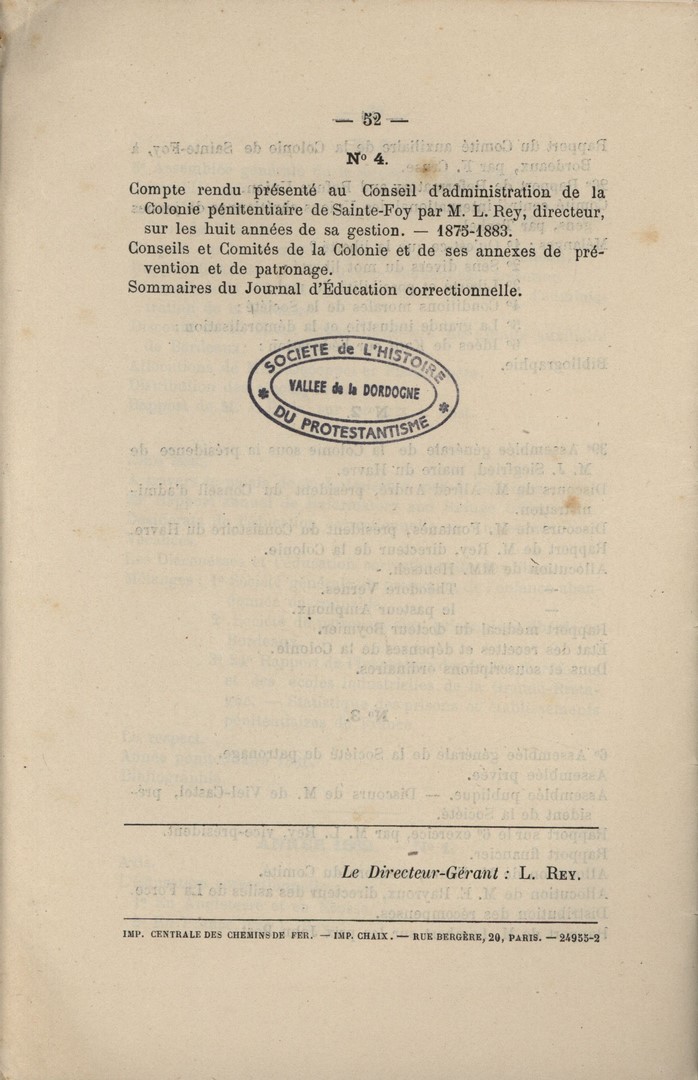 — 52 —
Nº 4.
Compte rendu présenté au Conseil d'administration de la
Colonie pénitentiaire de Sainte-Foy par M. L. Rey, directeur,
sur les huit années de sa gestion. — 1875-1883.
Conseils et Comités de la Colonie et de ses annexes de pré-
vention et de patronage.
Sommaires du Journal d'Éducation correctionnelle.
SOCIETE de L'HISTOIRE
VALLEE de la DORDOGNE
* DU PROTESTANTISME *
Le Directeur-Gérant : L. REY.
IMP. CENTRALE DES CHEMINS DE FER. — IMP. CHAIX. — RUE BERGÈRE, 20, PARIS. — 24955-2